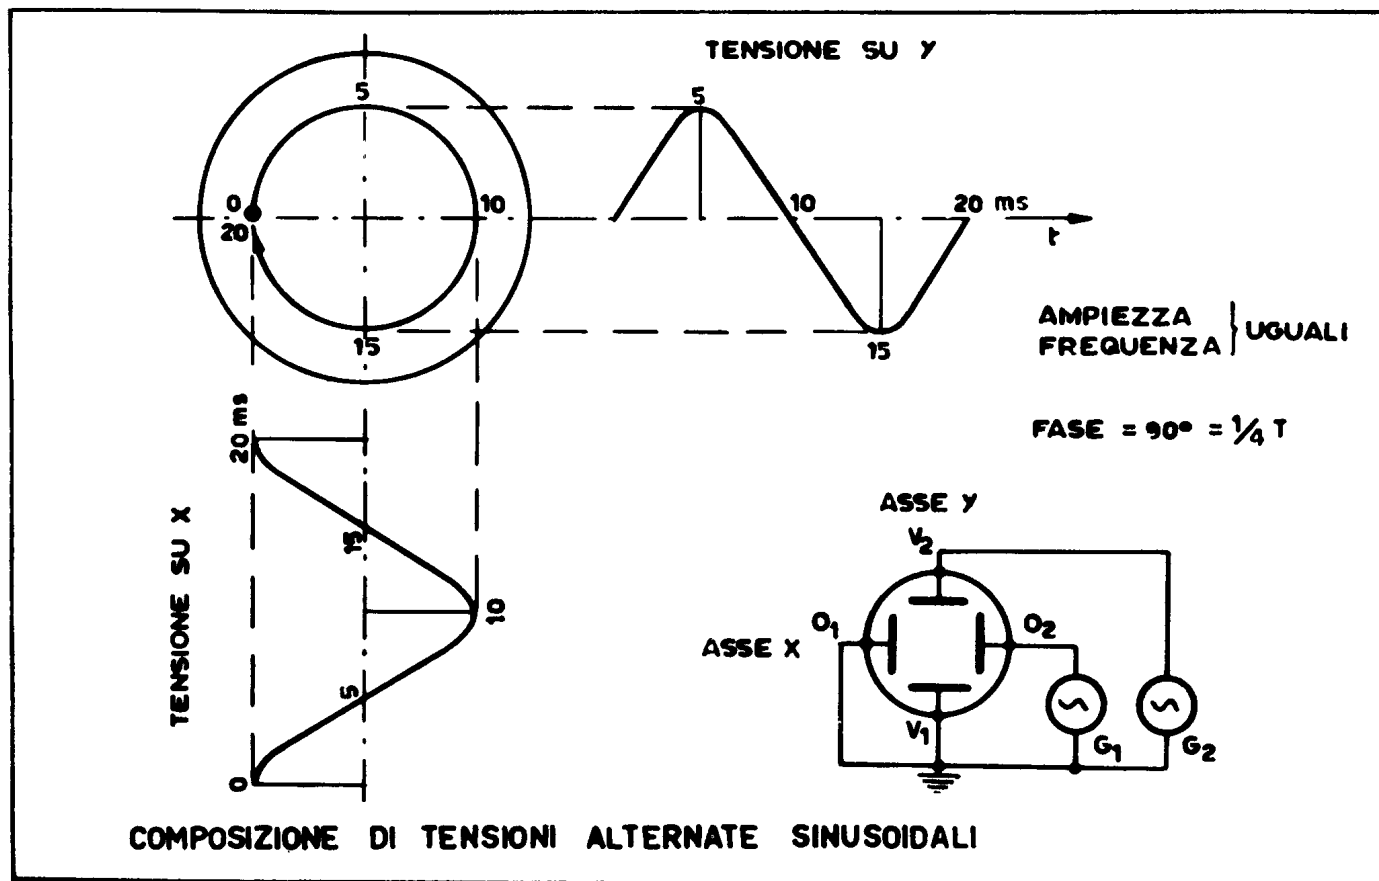 TENSIONE SU Y
5
5
0
10
10
20 ms
20
t
15
15
AMPIEZZA
FREQUENZA } UGUALI
FASE = 90° = 1/4 T
20 ms
15
10
5
0
TENSIONE SU X
ASSE Y
V2
O1
O2
ASSE X
V1
G1
G2
COMPOSIZIONE DI TENSIONI ALTERNATE SINUSOIDALI